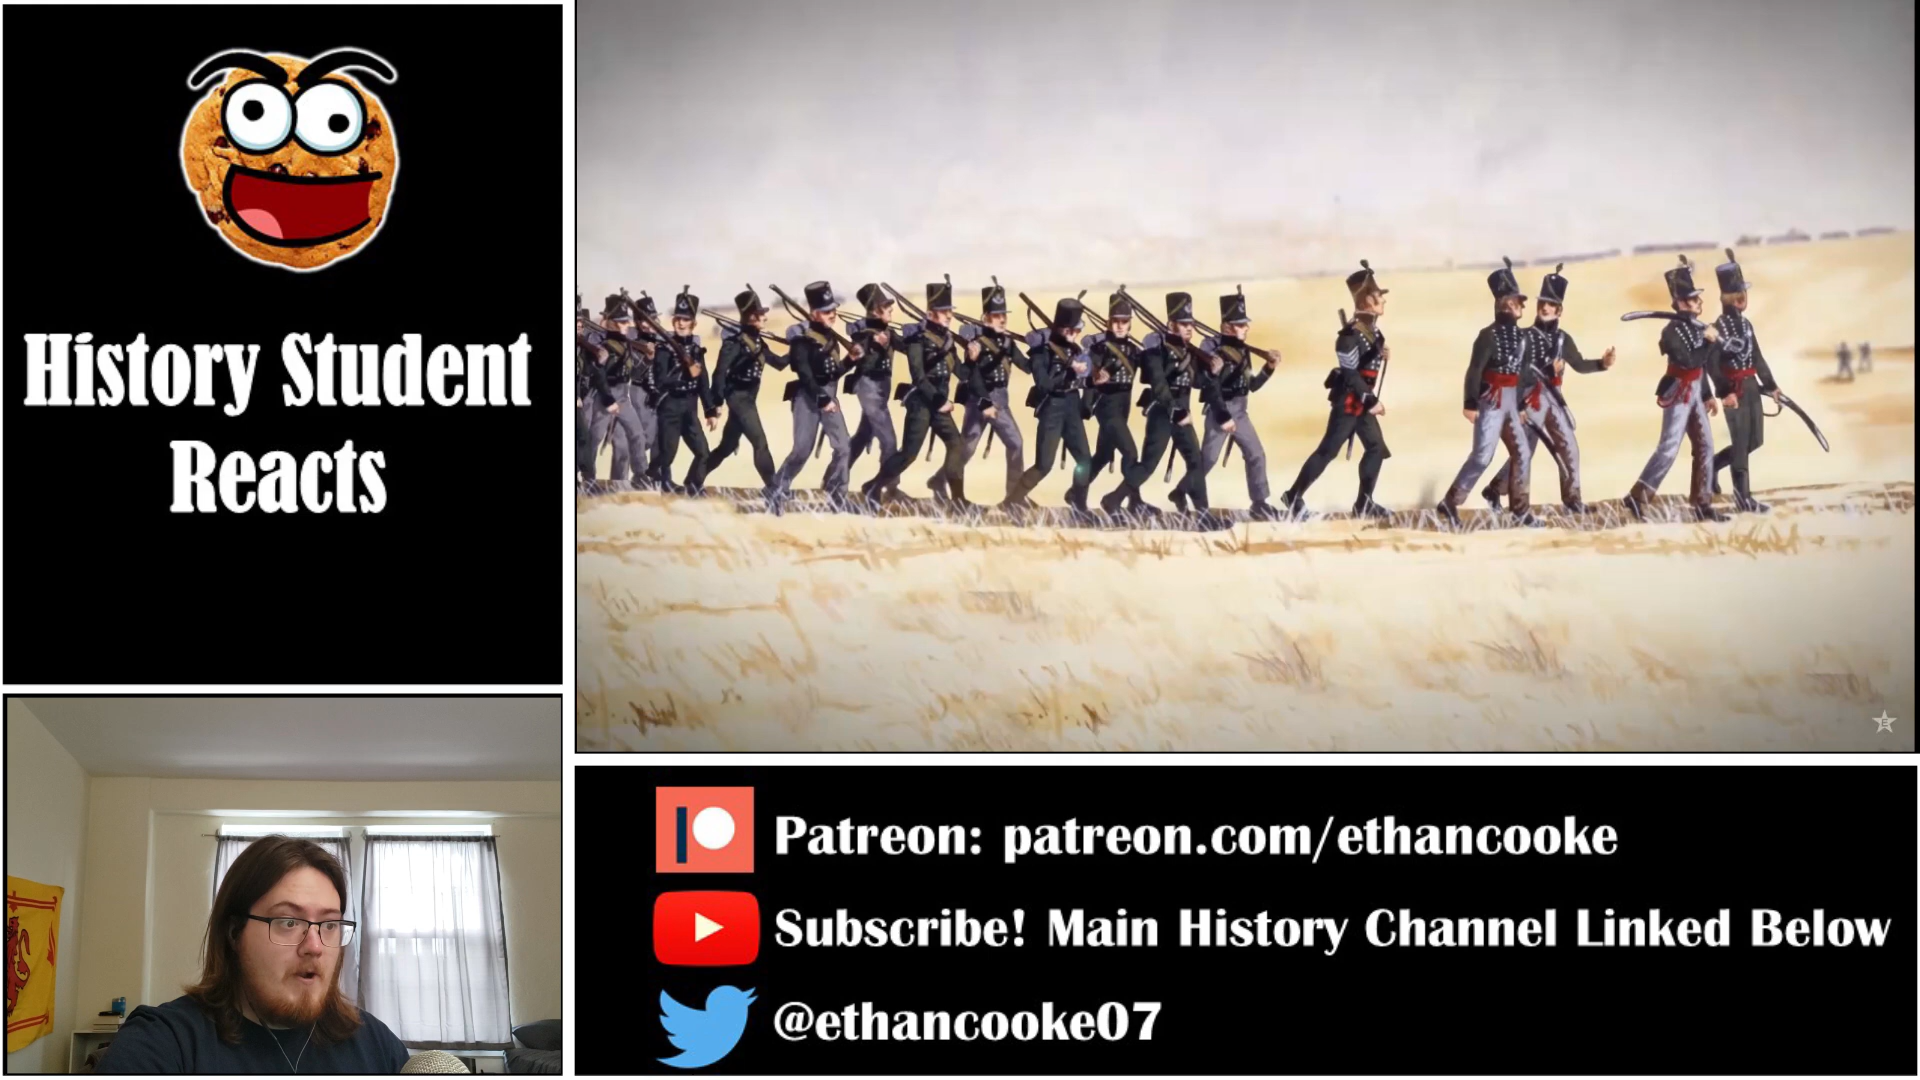 History Student
Reacts
Patreon: patreon.com/ethancooke
Subscribe! Main History Channel Linked Below
@ethancooke07
E